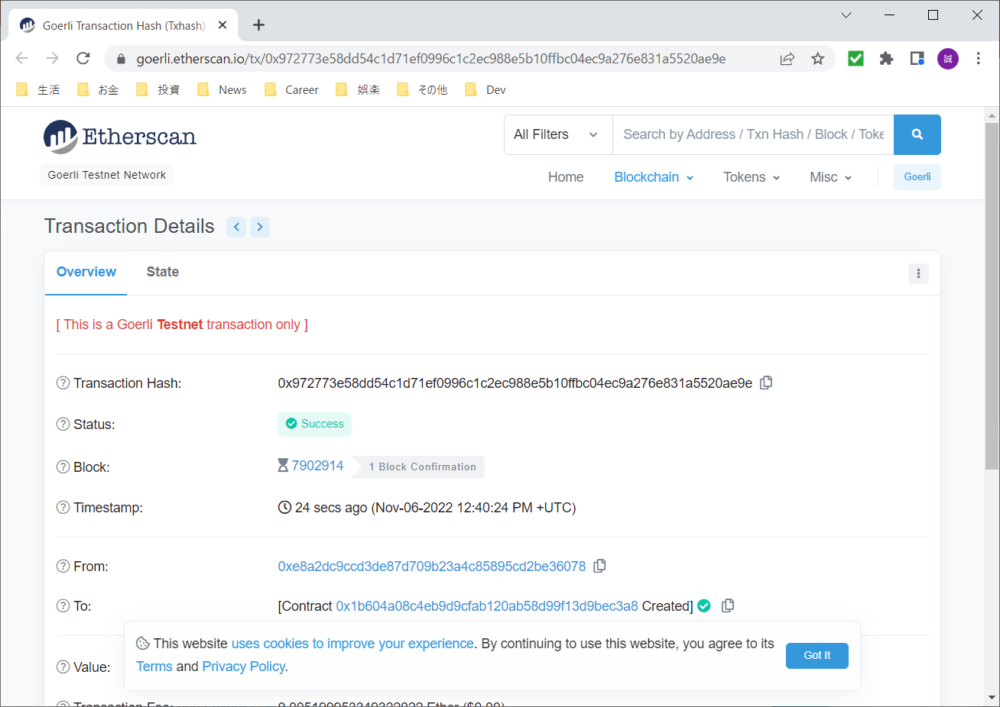 Goerli Transaction Hash (Txhash)
goerli.etherscan.io/tx/0x972773e58dd54c1d71ef0996c1c2ec988e5b10ffbc04ec9a276e831a5520ae9e
誠
生活 お金 投資 News Career 娯楽 その他 Dev
Etherscan
All Filters Search by Address / Txn Hash / Block / Toke
Goerli Testnet Network
Home Blockchain Tokens Misc Goerli
Transaction Details
Overview State
[ This is a Goerli Testnet transaction only ]
Transaction Hash: 0x972773e58dd54c1d71ef0996c1c2ec988e5b10ffbc04ec9a276e831a5520ae9e
Status: Success
Block: 7902914 1 Block Confirmation
Timestamp: 24 secs ago (Nov-06-2022 12:40:24 PM +UTC)
From: 0xe8a2dc9ccd3de87d709b23a4c85895cd2be36078
To: [Contract 0x1b604a08c4eb9d9cfab120ab58d99f13d9bec3a8 Created]
This website uses cookies to improve your experience. By continuing to use this website, you agree to its
Terms and Privacy Policy.
Got It
Value: